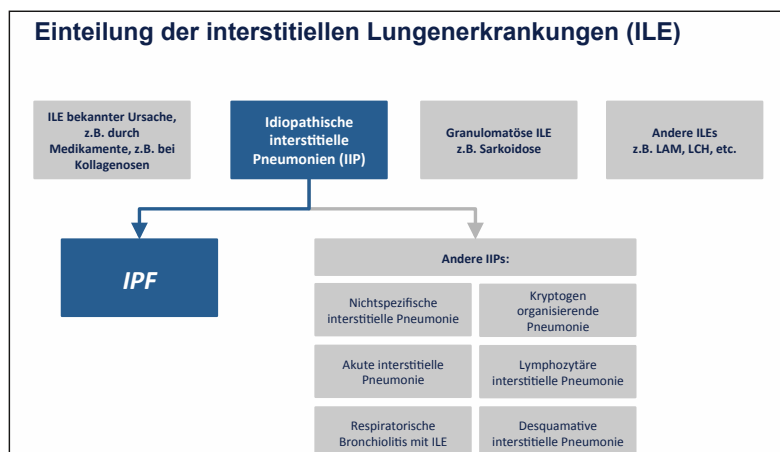 Einteilung der interstitiellen Lungenerkrankungen (ILE)
ILE bekannter Ursache,
z.B. durch
Medikamente, z.B. bei
Kollagenosen
Idiopathische
interstitielle
Pneumonien (IIP)
Granulomatöse ILE
z.B. Sarkoidose
Andere ILEs
z.B. LAM, LCH, etc.
IPF
Andere IIPs:
Nichtspezifische
interstitielle Pneumonie
Kryptogen
organisierende
Pneumonie
Akute interstitielle
Pneumonie
Lymphozytäre
interstitielle Pneumonie
Respiratorische
Bronchiolitis mit ILE
Desquamative
interstitielle Pneumonie